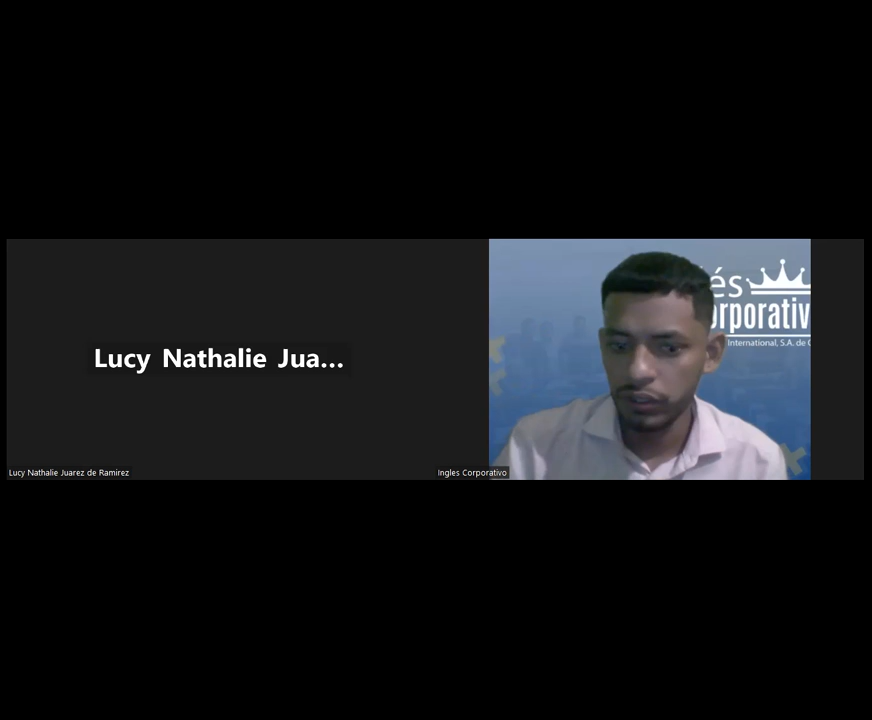 Lucy Nathalie Jua...
és
orporativ
International, S.A. de C
Lucy Nathalie Juarez de Ramirez
Ingles Corporativo